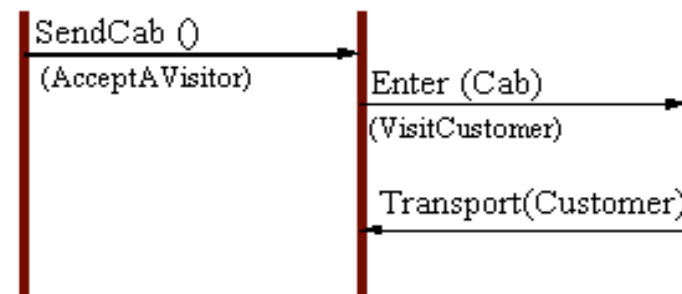 SendCab ()
(AcceptAVisitor)
Enter (Cab)
(VisitCustomer)
Transport(Customer)